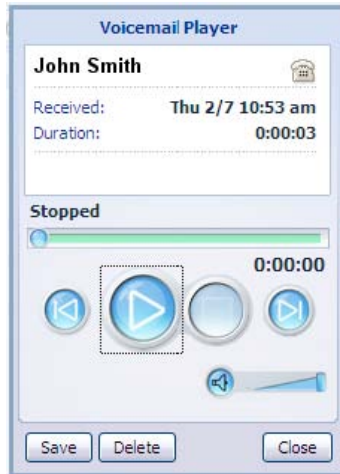 Voicemail Player
John Smith
Received: Thu 2/7 10:53 am
Duration: 0:00:03
Stopped
0:00:00
Save Delete Close